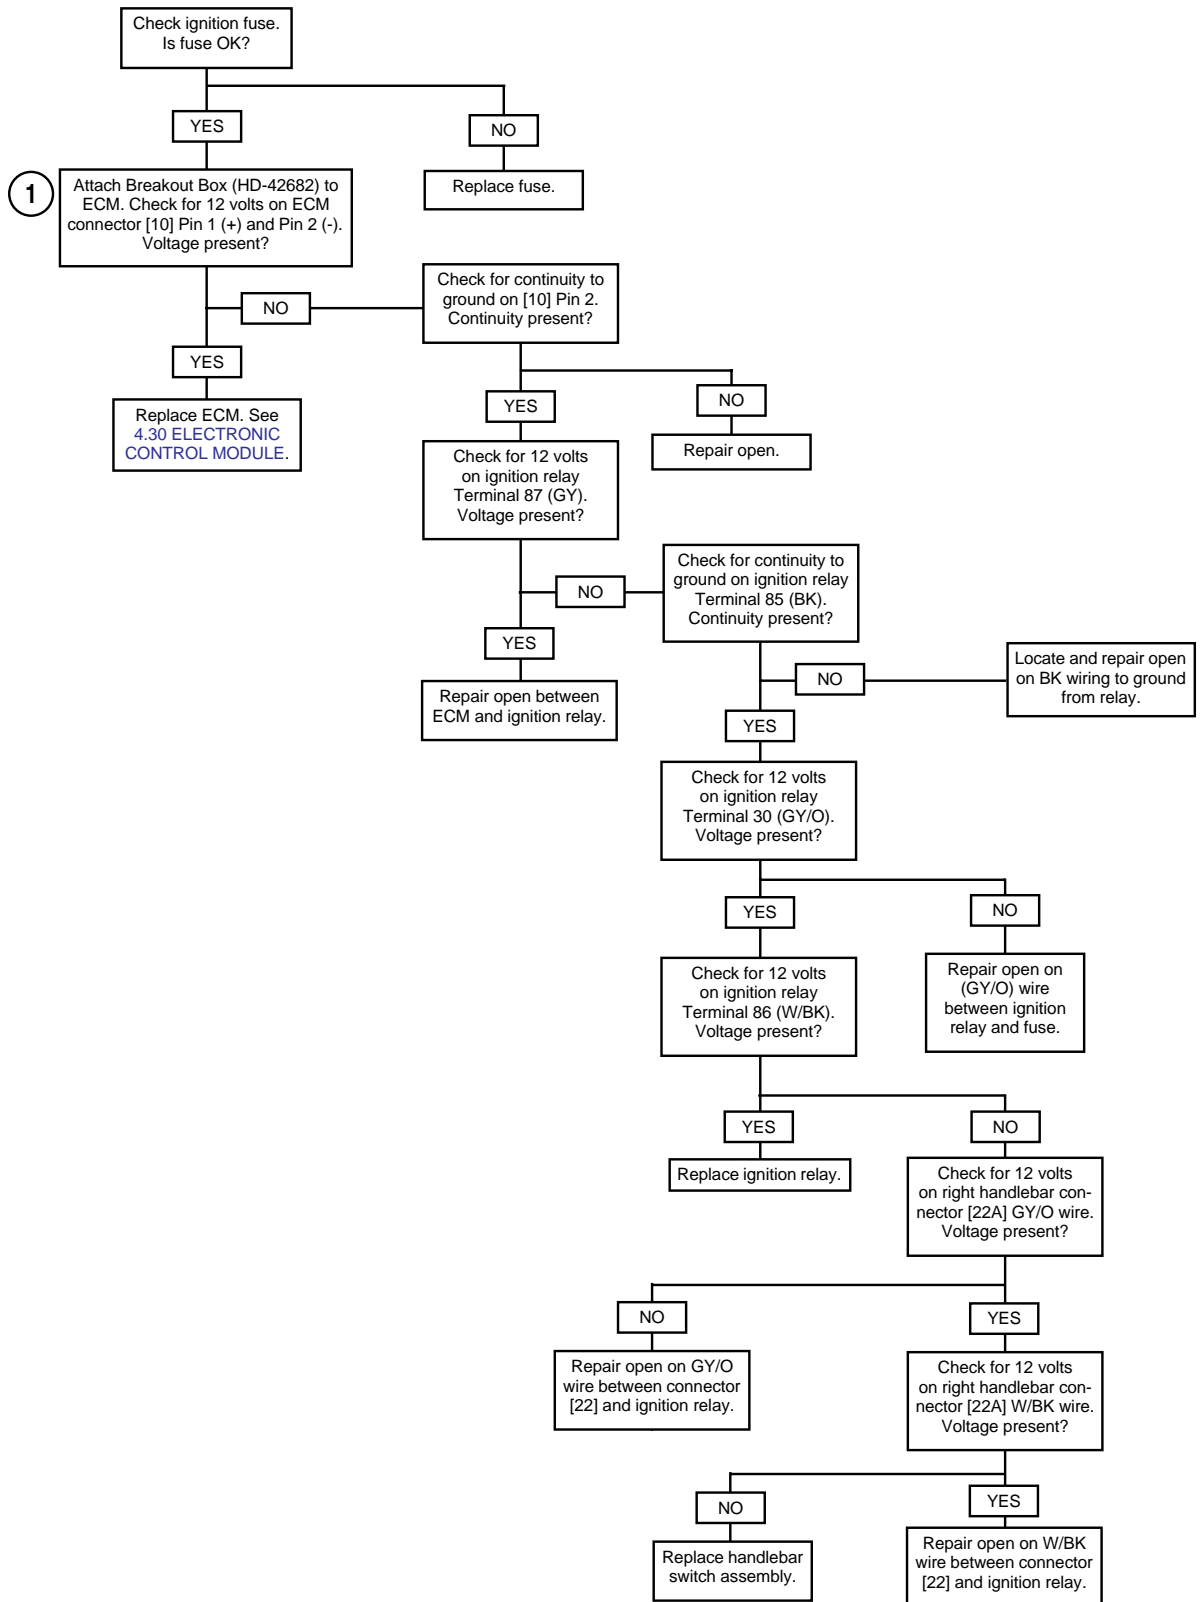 Check ignition fuse.
Is fuse OK?
YES
NO
1
Attach Breakout Box (HD-42682) to
ECM. Check for 12 volts on ECM
connector [10] Pin 1 (+) and Pin 2 (-).
Voltage present?
Replace fuse.
NO
Check for continuity to
ground on [10] Pin 2.
Continuity present?
YES
Replace ECM. See
4.30 ELECTRONIC
CONTROL MODULE.
YES
NO
Check for 12 volts
on ignition relay
Terminal 87 (GY).
Voltage present?
Repair open.
NO
Check for continuity to
ground on ignition relay
Terminal 85 (BK).
Continuity present?
YES
Repair open between
ECM and ignition relay.
NO
Locate and repair open
on BK wiring to ground
from relay.
YES
Check for 12 volts
on ignition relay
Terminal 30 (GY/O).
Voltage present?
YES
NO
Check for 12 volts
on ignition relay
Terminal 86 (W/BK).
Voltage present?
Repair open on
(GY/O) wire
between ignition
relay and fuse.
YES
NO
Replace ignition relay.
Check for 12 volts
on right handlebar con-
nector [22A] GY/O wire.
Voltage present?
NO
YES
Repair open on GY/O
wire between connector
[22] and ignition relay.
Check for 12 volts
on right handlebar con-
nector [22A] W/BK wire.
Voltage present?
NO
YES
Replace handlebar
switch assembly.
Repair open on W/BK
wire between connector
[22] and ignition relay.